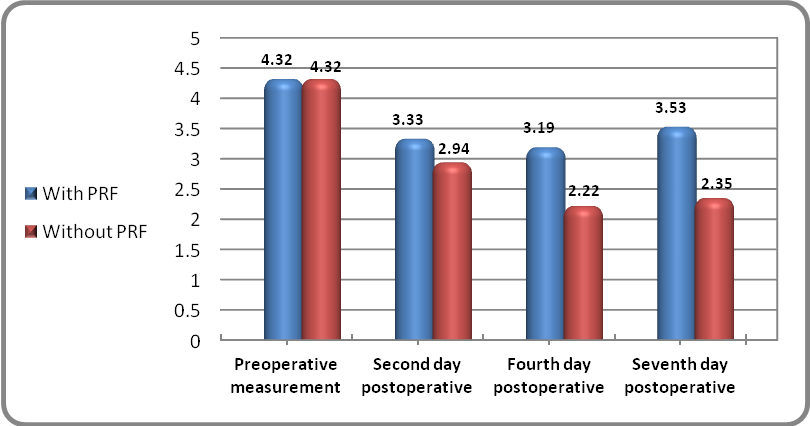 5
4.5
4
3.5
3
2.5
2
1.5
1
0.5
0
4.32
4.32
3.33
2.94
3.19
2.22
3.53
2.35
With PRF
Without PRF
Preoperative
measurement
Second day
postoperative
Fourth day
postoperative
Seventh day
postoperative